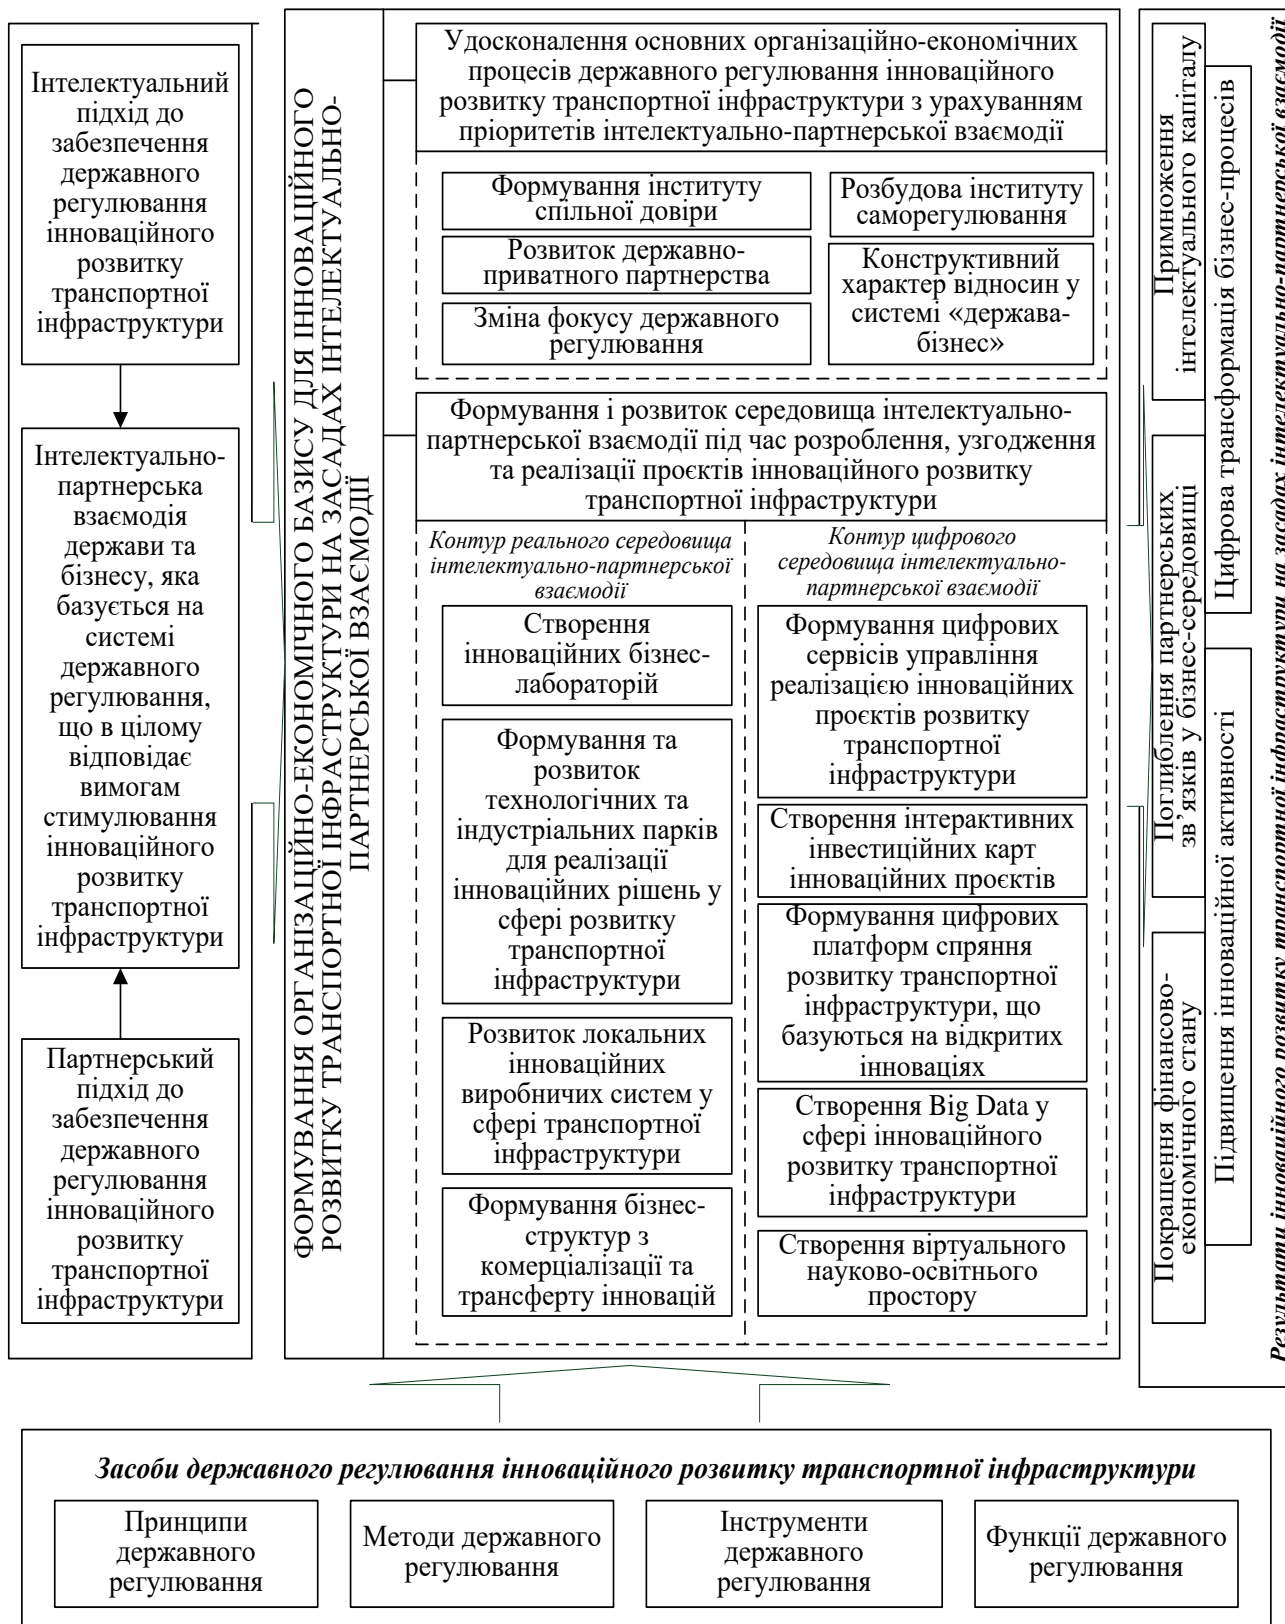 Інтелектуальний
підхід до
забезпечення
державного
регулювання
інноваційного
розвитку
транспортної
інфраструктури
Інтелектуально-
партнерська
взаємодія
держави та
бізнесу, яка
базується на
системі
державного
регулювання,
що в цілому
відповідає
вимогам
стимулювання
інноваційного
розвитку
транспортної
інфраструктури
Партнерський
підхід до
забезпечення
державного
регулювання
інноваційного
розвитку
транспортної
інфраструктури
ФОРМУВАННЯ ОРГАНІЗАЦІЙНО-ЕКОНОМІЧНОГО БАЗИСУ ДЛЯ ІННОВАЦІЙНОГО
РОЗВИТКУ ТРАНСПОРТНОЇ ІНФРАСТРУКТУРИ НА ЗАСАДАХ ІНТЕЛЕКТУАЛЬНО-
ПАРТНЕРСЬКОЇ ВЗАЄМОДІЇ
Удосконалення основних організаційно-економічних
процесів державного регулювання інноваційного
розвитку транспортної інфраструктури з урахуванням
пріоритетів інтелектуально-партнерської взаємодії
Формування інституту
спільної довіри
Розвиток державно-
приватного партнерства
Зміна фокусу державного
регулювання
Розбудова інституту
саморегулювання
Конструктивний
характер відносин у
системі «держава-
бізнес»
Формування і розвиток середовища інтелектуально-
партнерської взаємодії під час розроблення, узгодження
та реалізації проєктів інноваційного розвитку
транспортної інфраструктури
Контур реального середовища
інтелектуально-партнерської
взаємодії
Створення
інноваційних бізнес-
лабораторій
Формування та
розвиток
технологічних та
індустріальних парків
для реалізації
інноваційних рішень у
сфері розвитку
транспортної
інфраструктури
Розвиток локальних
інноваційних
виробничих систем у
сфері транспортної
інфраструктури
Формування бізнес-
структур з
комерціалізації та
трансферту інновацій
Контур цифрового
середовища інтелектуально-
партнерської взаємодії
Формування цифрових
сервісів управління
реалізацією інноваційних
проєктів розвитку
транспортної
інфраструктури
Створення інтерактивних
інвестиційних карт
інноваційних проєктів
Формування цифрових
платформ спряння
розвитку транспортної
інфраструктури, що
базуються на відкритих
інноваціях
Створення Big Data у
сфері інноваційного
розвитку транспортної
інфраструктури
Створення віртуального
науково-освітнього
простору
Примноження
інтелектуального капіталу
Поглиблення партнерських
зв’язків у бізнес-середовищі
Покращення фінансово-
економічного стану
Цифрова трансформація бізнес-процесів
Підвищення інноваційної активності
Результати інноваційного розвитку транспортної інфраструктури на засадах інтелектуально-партнерської взаємодії
Засоби державного регулювання інноваційного розвитку транспортної інфраструктури
Принципи
державного
регулювання
Методи державного
регулювання
Інструменти
державного
регулювання
Функції державного
регулювання